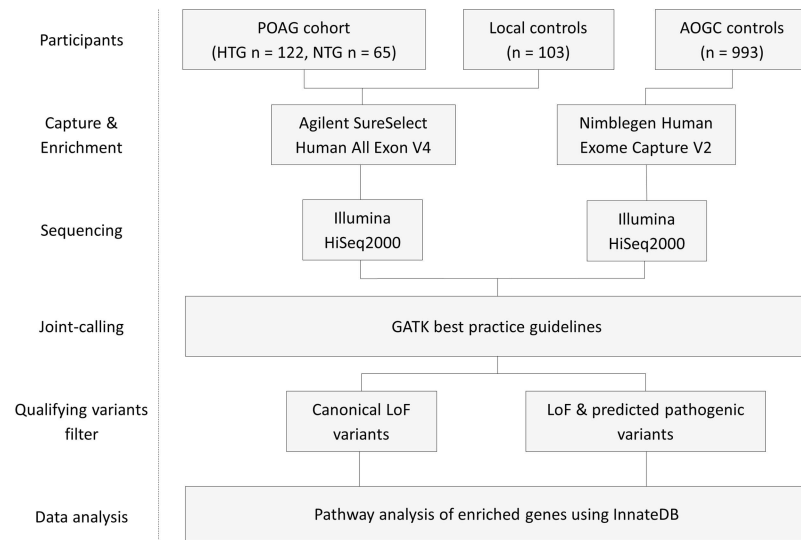 Participants
POAG cohort
(HTG n = 122, NTG n = 65)
Local controls
(n = 103)
AOGC controls
(n = 993)
Capture &
Enrichment
Agilent SureSelect
Human All Exon V4
Nimblegen Human
Exome Capture V2
Sequencing
Illumina
HiSeq2000
Illumina
HiSeq2000
Joint-calling
GATK best practice guidelines
Qualifying variants
filter
Canonical LoF
variants
LoF & predicted pathogenic
variants
Data analysis
Pathway analysis of enriched genes using InnateDB